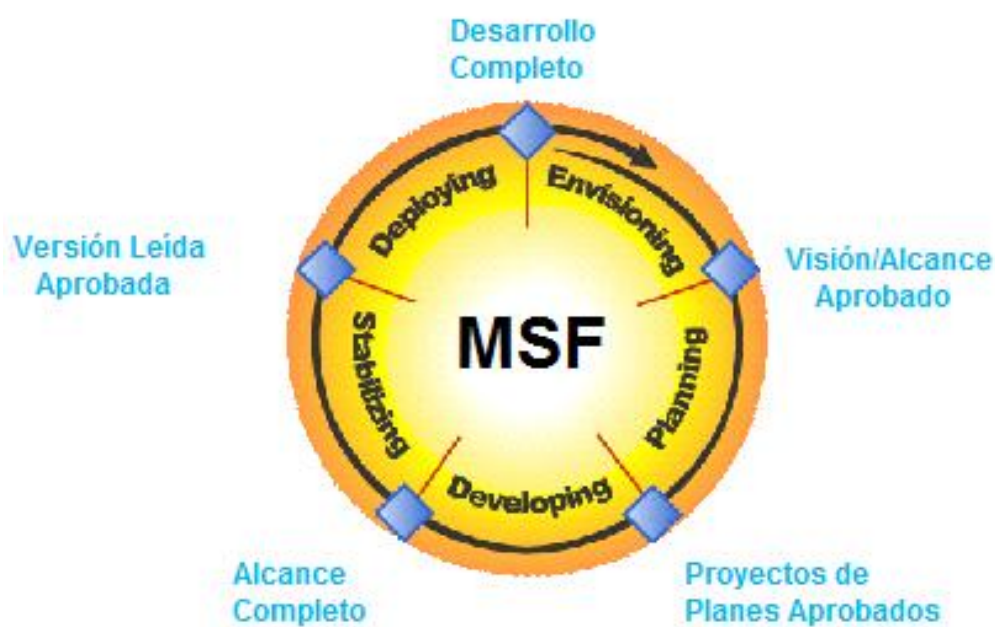 Desarrollo
Completo
Deploying
Envisioning
Versión Leída
Aprobada
Visión/Alcance
Aprobado
MSF
Stabilizing
Planning
Developing
Alcance
Completo
Proyectos de
Planes Aprobados